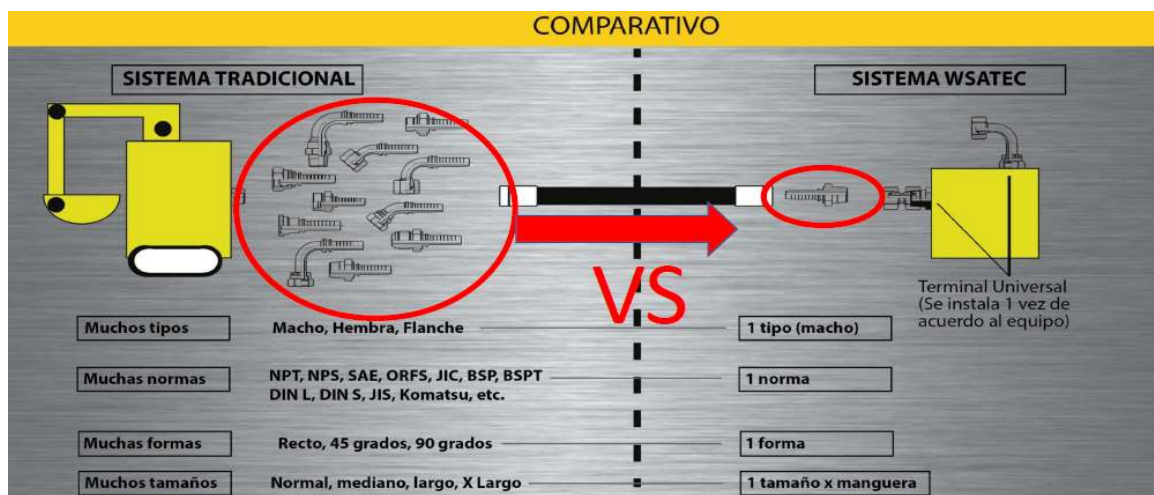 COMPARATIVO
SISTEMA TRADICIONAL
SISTEMA WSATEC
VS
Terminal Universal
(Se instala 1 vez de
acuerdo al equipo)
Muchos tipos
Macho, Hembra, Flanche
1 tipo (macho)
Muchas normas
NPT, NPS, SAE, ORFS, JIC, BSP, BSPT
DIN L, DIN S, JIS, Komatsu, etc.
1 norma
Muchas formas
Recto, 45 grados, 90 grados
1 forma
Muchos tamaños
Normal, mediano, largo, X Largo
1 tamaño x manguera